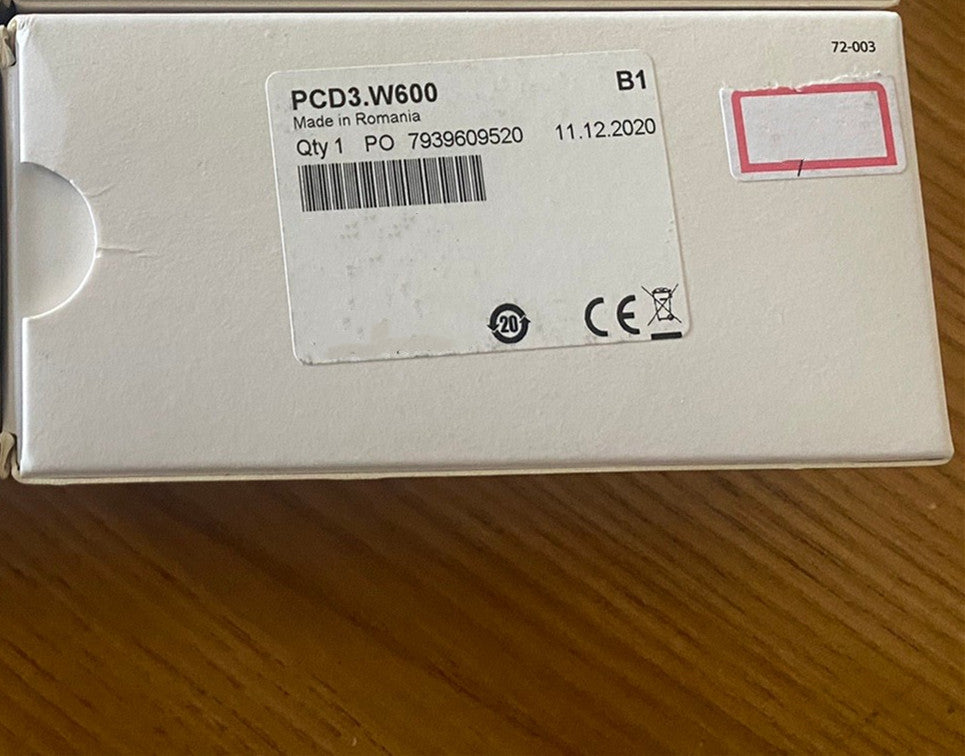 72-003
PCD3.W600 B1
Made in Romania
Qty 1 PO 7939609520 11.12.2020
20 CE